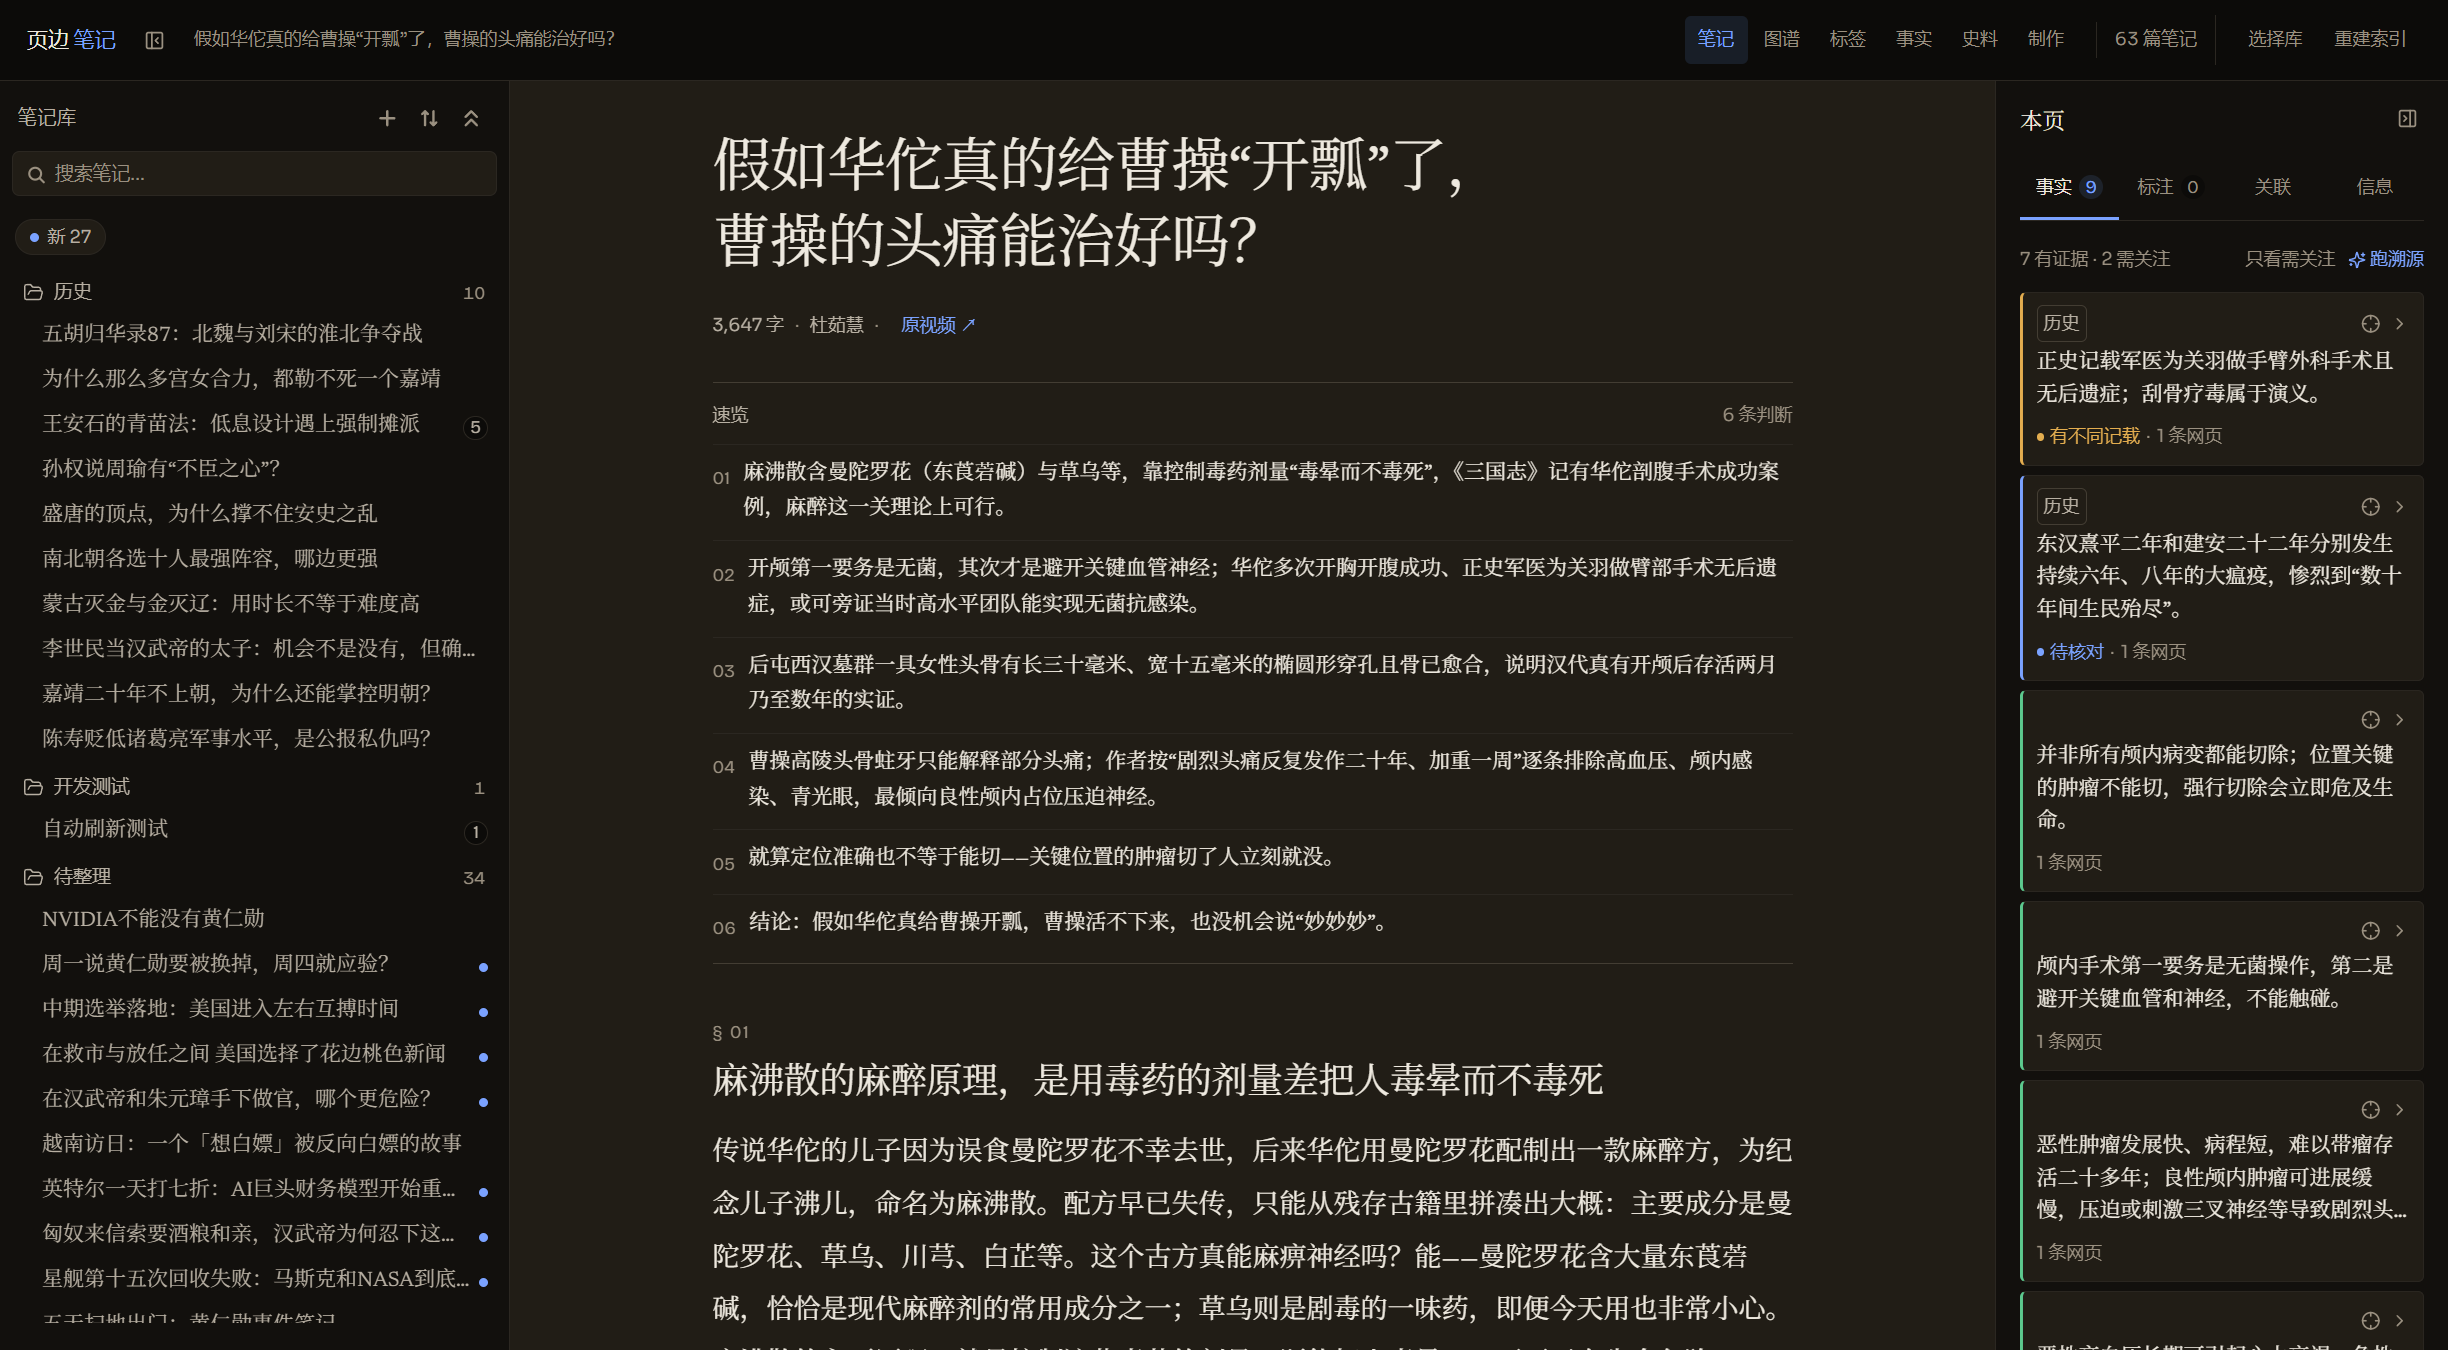 页边 笔记
假如华佗真的给曹操“开瓢”了，曹操的头痛能治好吗？
笔记 图谱 标签 事实 史料 制作 63 篇笔记 选择库 重建索引
笔记库
搜索笔记...
新 27
历史 10
五胡归华录87：北魏与刘宋的淮北争夺战
为什么那么多宫女合力，都勒不死一个嘉靖
王安石的青苗法：低息设计遇上强制摊派 5
孙权说周瑜有“不臣之心”？
盛唐的顶点，为什么撑不住安史之乱
南北朝各选十人最强阵容，哪边更强
蒙古灭金与金灭辽：用时长不等于难度高
李世民当汉武帝的太子：机会不是没有，但确...
嘉靖二十年不上朝，为什么还能掌控明朝？
陈寿贬低诸葛亮军事水平，是公报私仇吗？
开发测试 1
自动刷新测试 1
待整理 34
NVIDIA不能没有黄仁勋
周一说黄仁勋要被换掉，周四就应验？
中期选举落地：美国进入左右互搏时间
在救市与放任之间 美国选择了花边桃色新闻
在汉武帝和朱元璋手下做官，哪个更危险？
越南访日：一个「想白嫖」被反向白嫖的故事
英特尔一天打七折：AI巨头财务模型开始重...
匈奴来信索要酒粮和亲，汉武帝为何忍下这...
星舰第十五次回收失败：马斯克和NASA到底...
假如华佗真的给曹操“开瓢”了，
曹操的头痛能治好吗？
3,647 字 · 杜茹慧 · 原视频 ↗
速览 6 条判断
01 麻沸散含曼陀罗花（东莨菪碱）与草乌等，靠控制毒药剂量“毒晕而不毒死”，《三国志》记有华佗剖腹手术成功案
例，麻醉这一关理论上可行。
02 开颅第一要务是无菌，其次才是避开关键血管神经；华佗多次开胸开腹成功、正史军医为关羽做臂部手术无后遗
症，或可旁证当时高水平团队能实现无菌抗感染。
03 后屯西汉墓群一具女性头骨有长三十毫米、宽十五毫米的椭圆形穿孔且骨已愈合，说明汉代真有开颅后存活两月
乃至数年的实证。
04 曹操高陵头骨蛀牙只能解释部分头痛；作者按“剧烈头痛反复发作二十年、加重一周”逐条排除高血压、颅内感
染、青光眼，最倾向良性颅内占位压迫神经。
05 就算定位准确也不等于能切——关键位置的肿瘤切了人立刻就没。
06 结论：假如华佗真给曹操开瓢，曹操活不下来，也没机会说“妙妙妙”。
§ 01
麻沸散的麻醉原理，是用毒药的剂量差把人毒晕而不毒死
传说华佗的儿子因为误食曼陀罗花不幸去世，后来华佗用曼陀罗花配制出一款麻醉方，为纪
念儿子沸儿，命名为麻沸散。配方早已失传，只能从残存古籍里拼凑出大概：主要成分是曼
陀罗花、草乌、川芎、白芷等。这个古方真能麻痹神经吗？能——曼陀罗花含大量东莨菪
碱，恰恰是现代麻醉剂的常用成分之一；草乌则是剧毒的一味药，即便今天用也非常小心。
本页
事实 9 标注 0 关联 信息
7 有证据 · 2 需关注 只看需关注 跑溯源
历史
正史记载军医为关羽做手臂外科手术且
无后遗症；刮骨疗毒属于演义。
有不同记载 · 1 条网页
历史
东汉熹平二年和建安二十二年分别发生
持续六年、八年的大瘟疫，惨烈到“数十
年间生民殆尽”。
待核对 · 1 条网页
并非所有颅内病变都能切除；位置关键
的肿瘤不能切，强行切除会立即危及生
命。
1 条网页
颅内手术第一要务是无菌操作，第二是
避开关键血管和神经，不能触碰。
1 条网页
恶性肿瘤发展快、病程短，难以带瘤存
活二十多年；良性颅内肿瘤可进展缓
慢，压迫或刺激三叉神经等导致剧烈头...
1 条网页